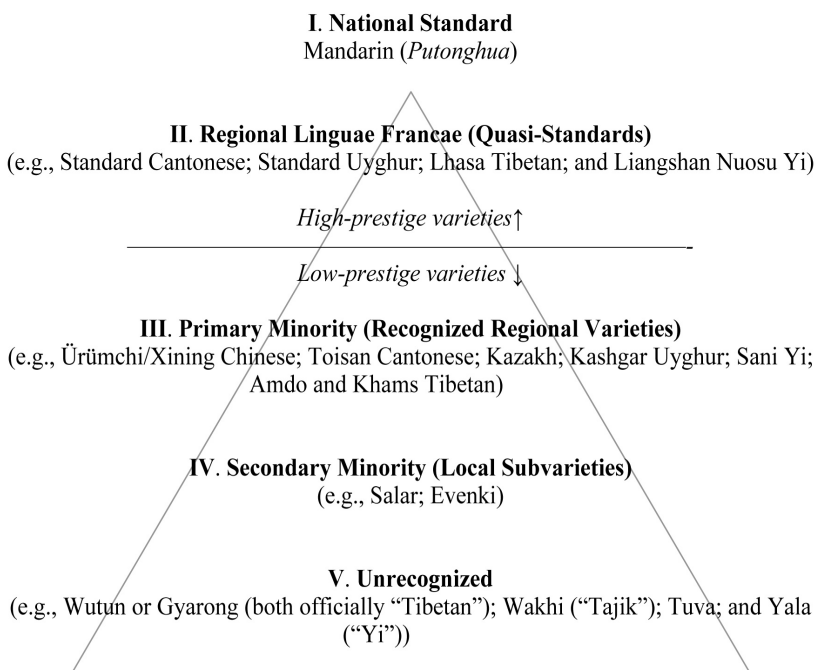 I. National Standard
Mandarin (Putonghua)
II. Regional Linguae Francae (Quasi-Standards)
(e.g., Standard Cantonese; Standard Uyghur; Lhasa Tibetan; and Liangshan Nuosu Yi)
High-prestige varieties↑
Low-prestige varieties ↓
III. Primary Minority (Recognized Regional Varieties)
(e.g., Ürümchi/Xining Chinese; Toisan Cantonese; Kazakh; Kashgar Uyghur; Sani Yi;
Amdo and Khams Tibetan)
IV. Secondary Minority (Local Subvarieties)
(e.g., Salar; Evenki)
V. Unrecognized
(e.g., Wutun or Gyarong (both officially “Tibetan”); Wakhi (“Tajik”); Tuva; and Yala
(“Yi”))